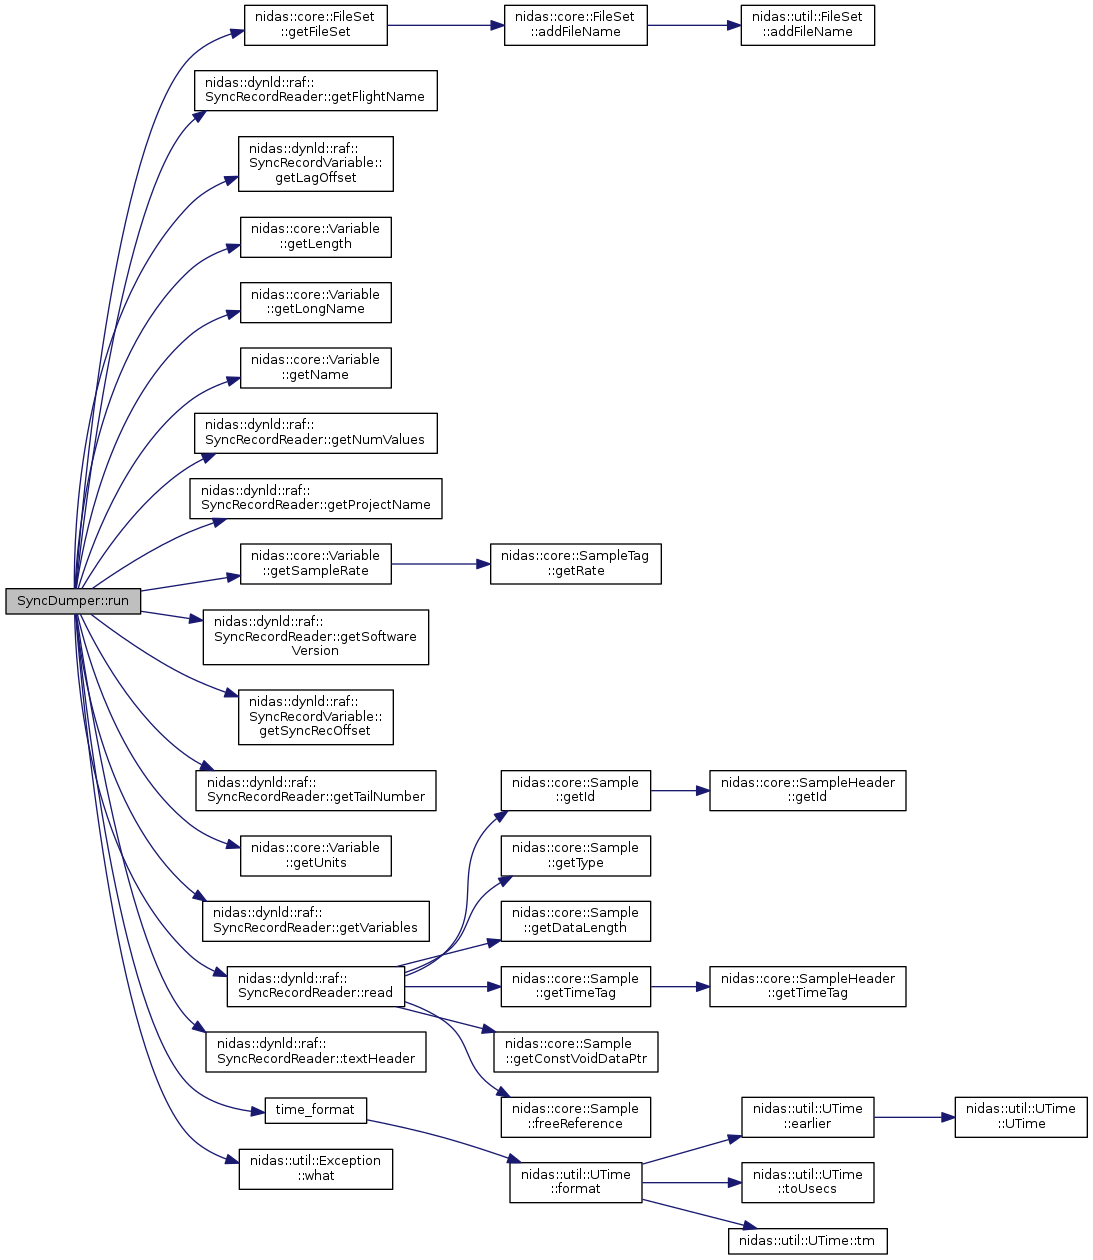 nidas::core::FileSet
::getFileSet
nidas::core::FileSet
::addFileName
nidas::util::FileSet
::addFileName
nidas::dynld::raf::
SyncRecordReader::getFlightName
nidas::dynld::raf::
SyncRecordVariable::
getLagOffset
nidas::core::Variable
::getLength
nidas::core::Variable
::getLongName
nidas::core::Variable
::getName
nidas::dynld::raf::
SyncRecordReader::getNumValues
nidas::dynld::raf::
SyncRecordReader::getProjectName
nidas::core::Variable
::getSampleRate
nidas::core::SampleTag
::getRate
SyncDumper::run
nidas::dynld::raf::
SyncRecordReader::getSoftware
Version
nidas::dynld::raf::
SyncRecordVariable::
getSyncRecOffset
nidas::dynld::raf::
SyncRecordReader::getTailNumber
nidas::core::Sample
::getId
nidas::core::SampleHeader
::getId
nidas::core::Variable
::getUnits
nidas::core::Sample
::getType
nidas::dynld::raf::
SyncRecordReader::getVariables
nidas::core::Sample
::getDataLength
nidas::dynld::raf::
SyncRecordReader::read
nidas::core::Sample
::getTimeTag
nidas::core::SampleHeader
::getTimeTag
nidas::dynld::raf::
SyncRecordReader::textHeader
nidas::core::Sample
::getConstVoidDataPtr
time_format
nidas::core::Sample
::freeReference
nidas::util::UTime
::earlier
nidas::util::UTime
::UTime
nidas::util::Exception
::what
nidas::util::UTime
::format
nidas::util::UTime
::toUsecs
nidas::util::UTime::tm